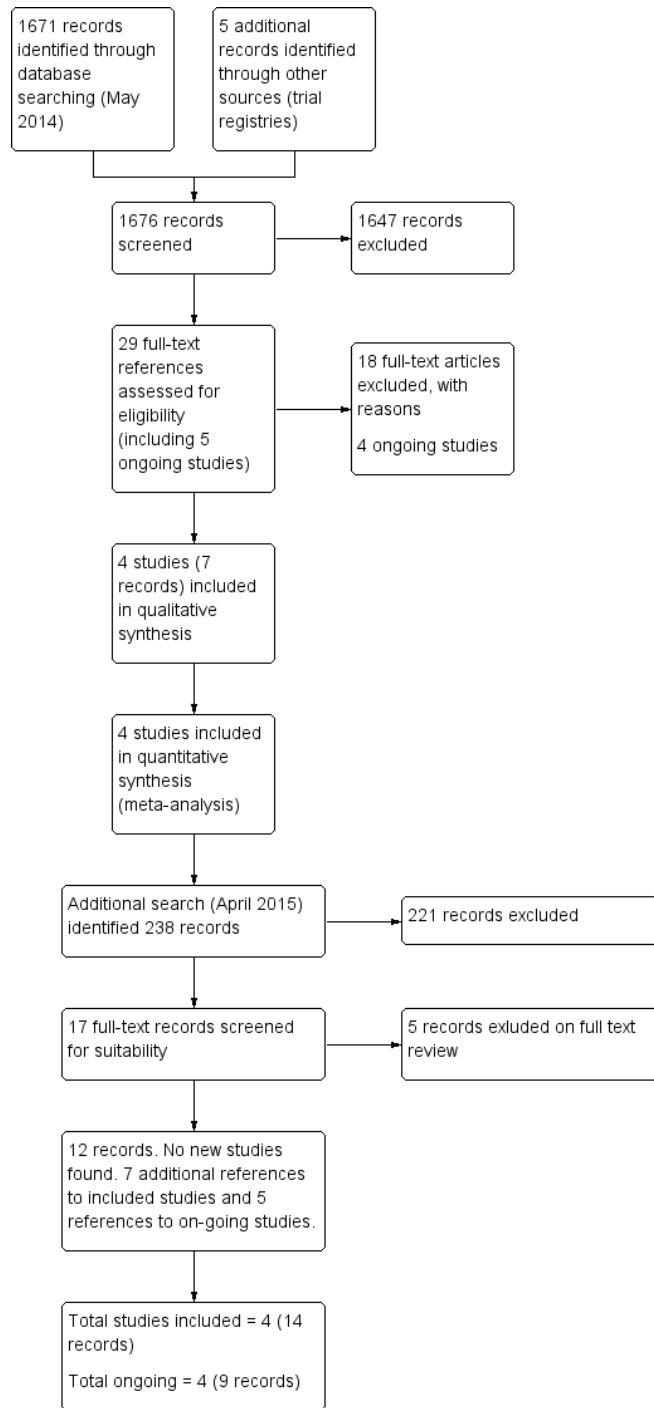 1671 records
identified through
database
searching (May
2014)
5 additional
records identified
through other
sources (trial
registries)
1676 records
screened
1647 records
excluded
29 full-text
references
assessed for
eligibility
(including 5
ongoing studies)
18 full-text articles
excluded, with
reasons
4 ongoing studies
4 studies (7
records) included
in qualitative
synthesis
4 studies included
in quantitative
synthesis
(meta-analysis)
Additional search (April 2015)
identified 238 records
221 records excluded
17 full-text records screened
for suitability
5 records exluded on full text
review
12 records. No new studies
found. 7 additional references
to included studies and 5
references to on-going studies.
Total studies included = 4 (14
records)
Total ongoing = 4 (9 records)